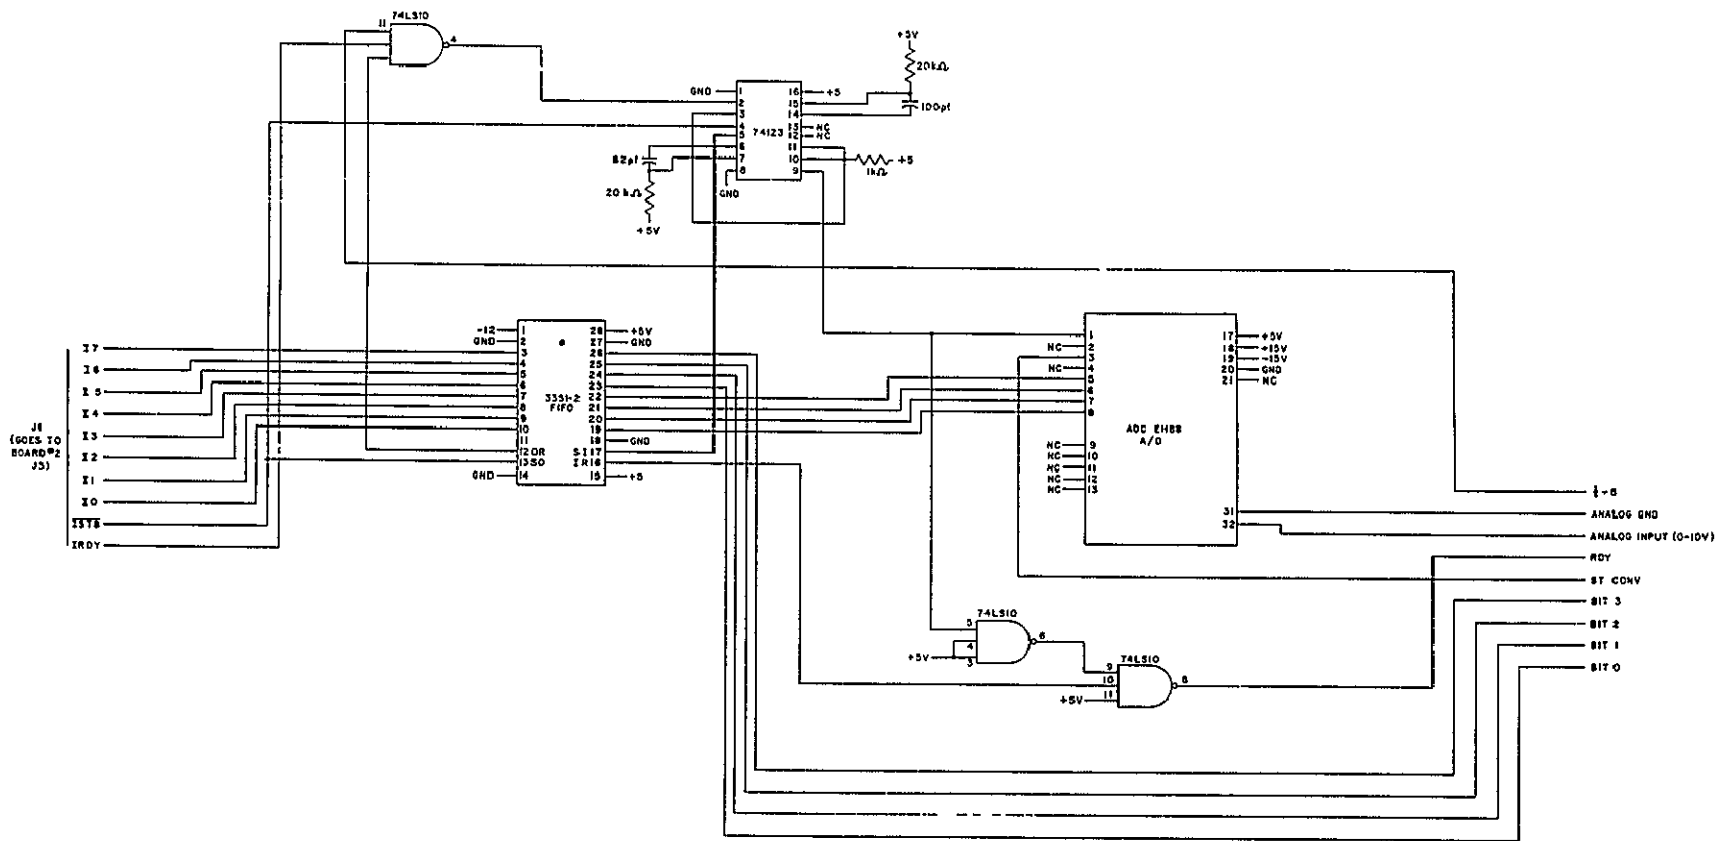 74LS10
11
4
+5V
20kΩ
100pf
GND
1 16 +5
2 15
3 14
4 13 NC
5 12 NC
6 11
7 10
8 9
74123
82pf
20kΩ
+5V
GND
1kΩ +5
-12 1 28 +5V
GND 2 27 GND
3 26
4 25
5 24
6 23
7 22
8 21
9 20
10 19
11 18 GND
12 OR SI 17
13 SO IR 16
GND 14 15 +5
3351-2
FIFO
I7
I6
I5
I4
I3
I2
I1
I0
ISTB
IRDY
J1
(GOES TO
BOARD #2
J3)
1 17 +5V
NC 2 18 +15V
3 19 -15V
NC 4 20 GND
5 21 NC
6
7
8
NC 9
NC 10
NC 11
NC 12
NC 13
31
32
ADC EH8B
A/D
ANALOG GND
ANALOG INPUT (0-10V)
RDY
ST CONV
BIT 3
BIT 2
BIT 1
BIT 0
74LS10
5
4
3
6
+5V
74LS10
9
10
11
8
+5V